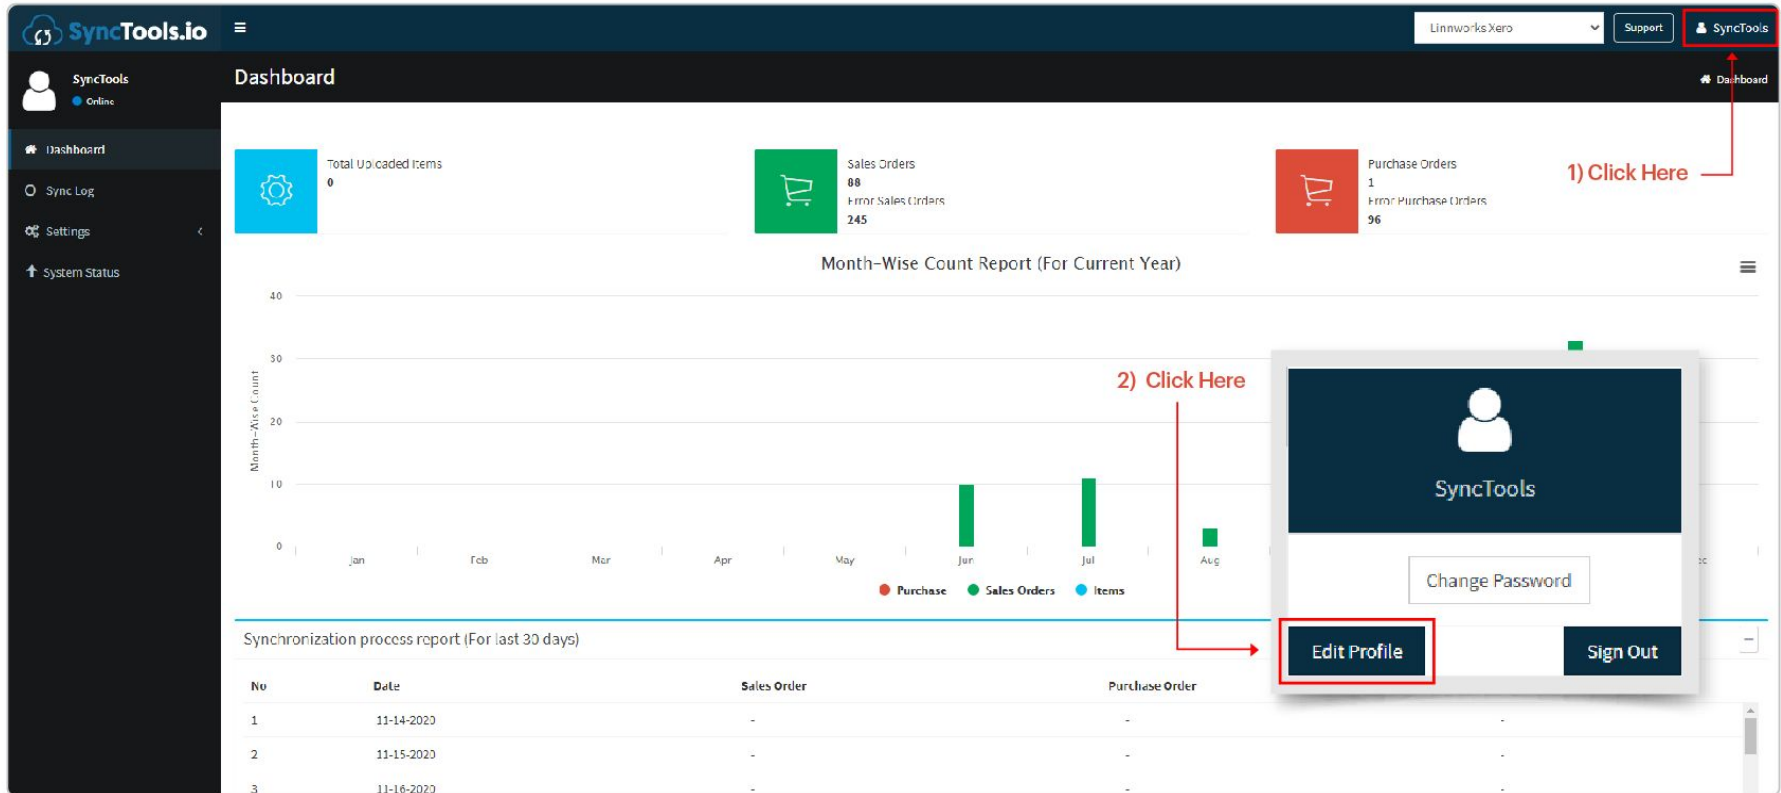 SyncTools.io
Linnworks Xero
Support
SyncTools
SyncTools
Online
Dashboard
Dashboard
Dashboard
Sync Log
Settings
System Status
Total Uploaded Items
0
Sales Orders
88
Error Sales Orders
245
Purchase Orders
1
Error Purchase Orders
96
1) Click Here
Month-Wise Count Report (For Current Year)
Month-Wise Count
40
30
20
10
0
Jan Feb Mar Apr May Jun Jul Aug
Purchase Sales Orders Items
2) Click Here
SyncTools
Change Password
Edit Profile
Sign Out
Synchronization process report (For last 30 days)
No Date Sales Order Purchase Order
1 11-14-2020 - - -
2 11-15-2020 - - -
3 11-16-2020 - - -